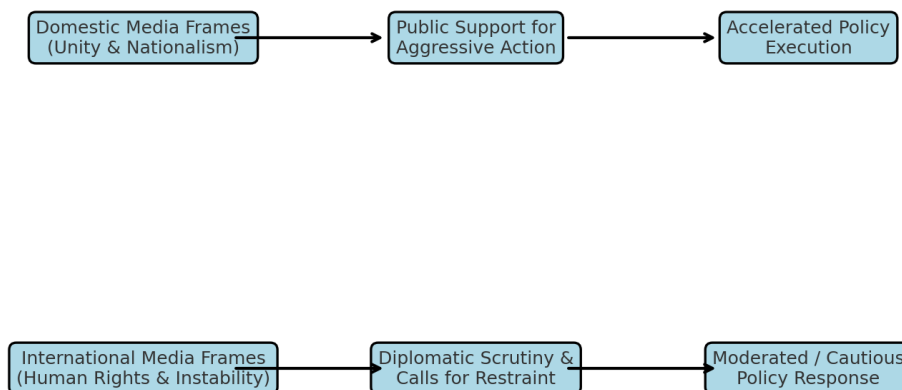 Domestic Media Frames
(Unity & Nationalism)
Public Support for
Aggressive Action
Accelerated Policy
Execution
International Media Frames
(Human Rights & Instability)
Diplomatic Scrutiny &
Calls for Restraint
Moderated / Cautious
Policy Response